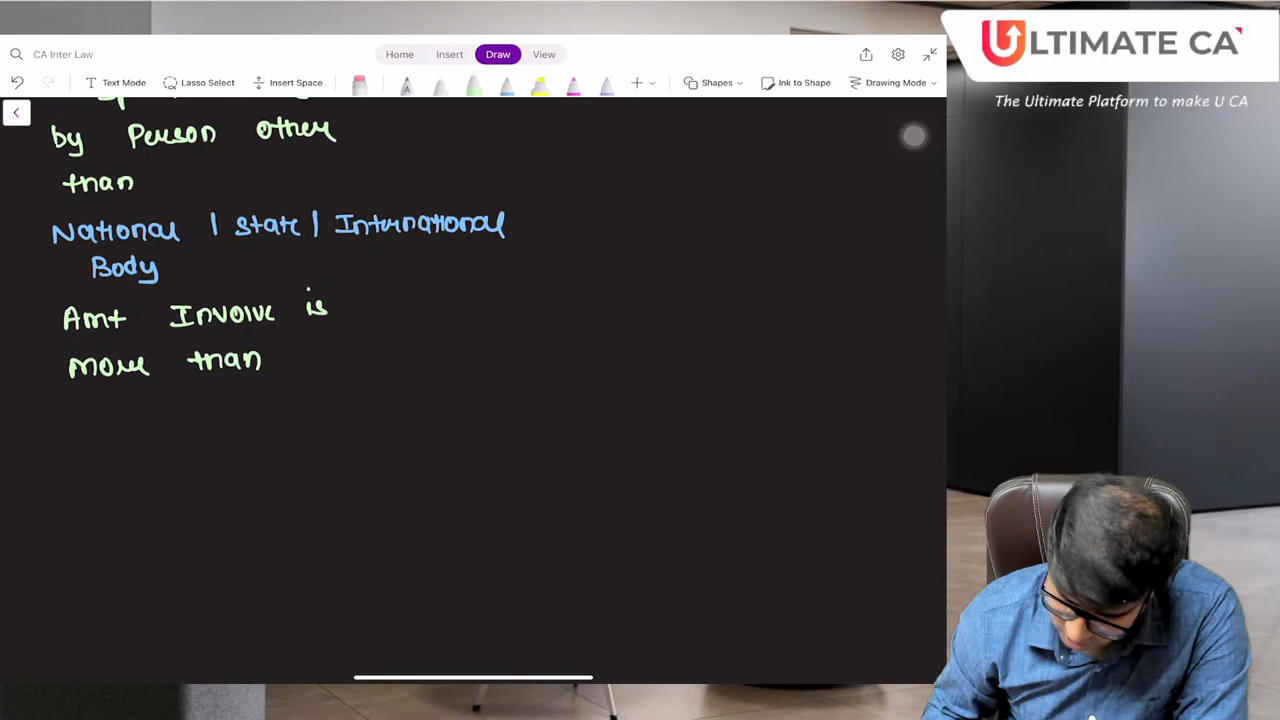 ULTIMATE CA
The Ultimate Platform to make U CA
CA Inter Law
Home Insert Draw View
Text Mode Lasso Select Insert Space Shapes Ink to Shape Drawing Mode
by Person other
than
National | State | International
Body
Amt Involve is
more than